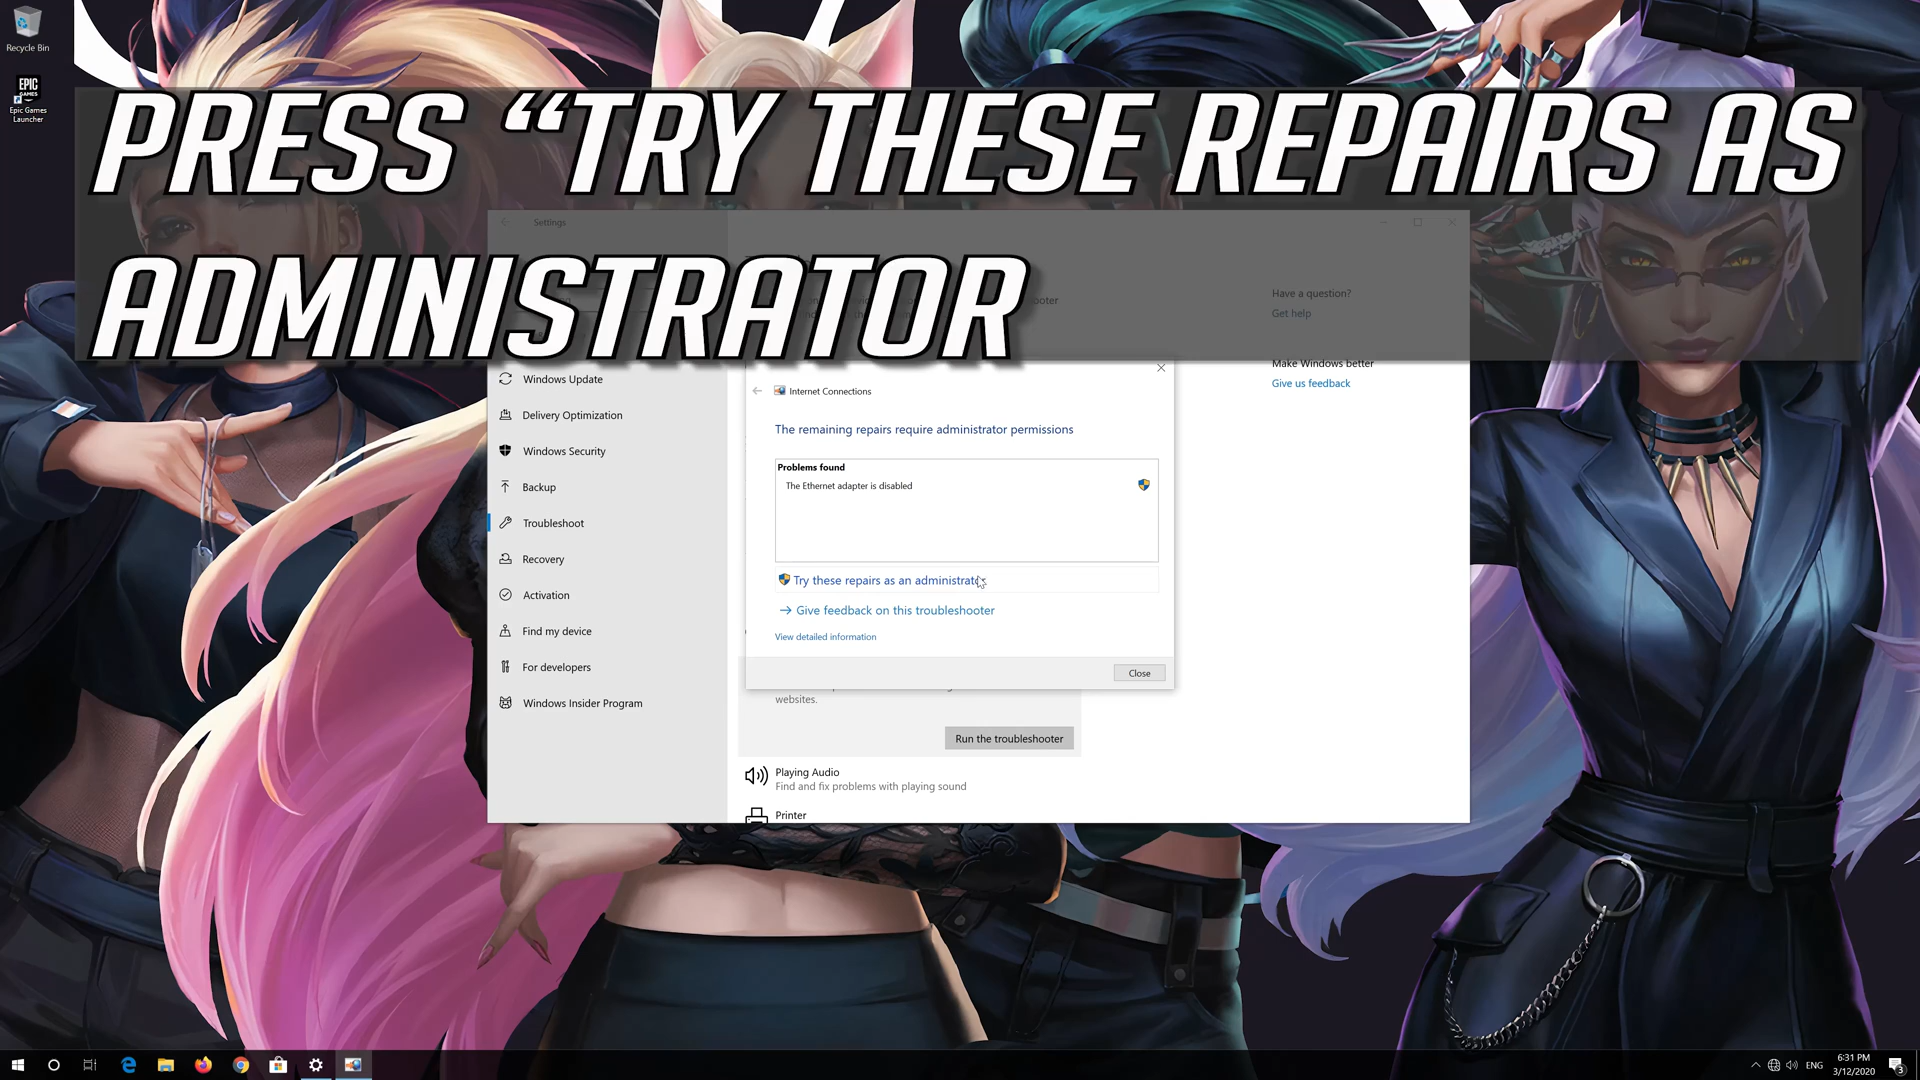 Recycle Bin
EPIC
GAMES
Epic Games
Launcher
PRESS “TRY THESE REPAIRS AS
ADMINISTRATOR
Settings
Have a question?
Get help
Make Windows better
Give us feedback
Windows Update
Delivery Optimization
Windows Security
Backup
Troubleshoot
Recovery
Activation
Find my device
For developers
Windows Insider Program
Internet Connections
The remaining repairs require administrator permissions
Problems found
The Ethernet adapter is disabled
Try these repairs as an administrator
Give feedback on this troubleshooter
View detailed information
Close
websites.
Run the troubleshooter
Playing Audio
Find and fix problems with playing sound
Printer
ENG
6:31 PM
3/12/2020
3